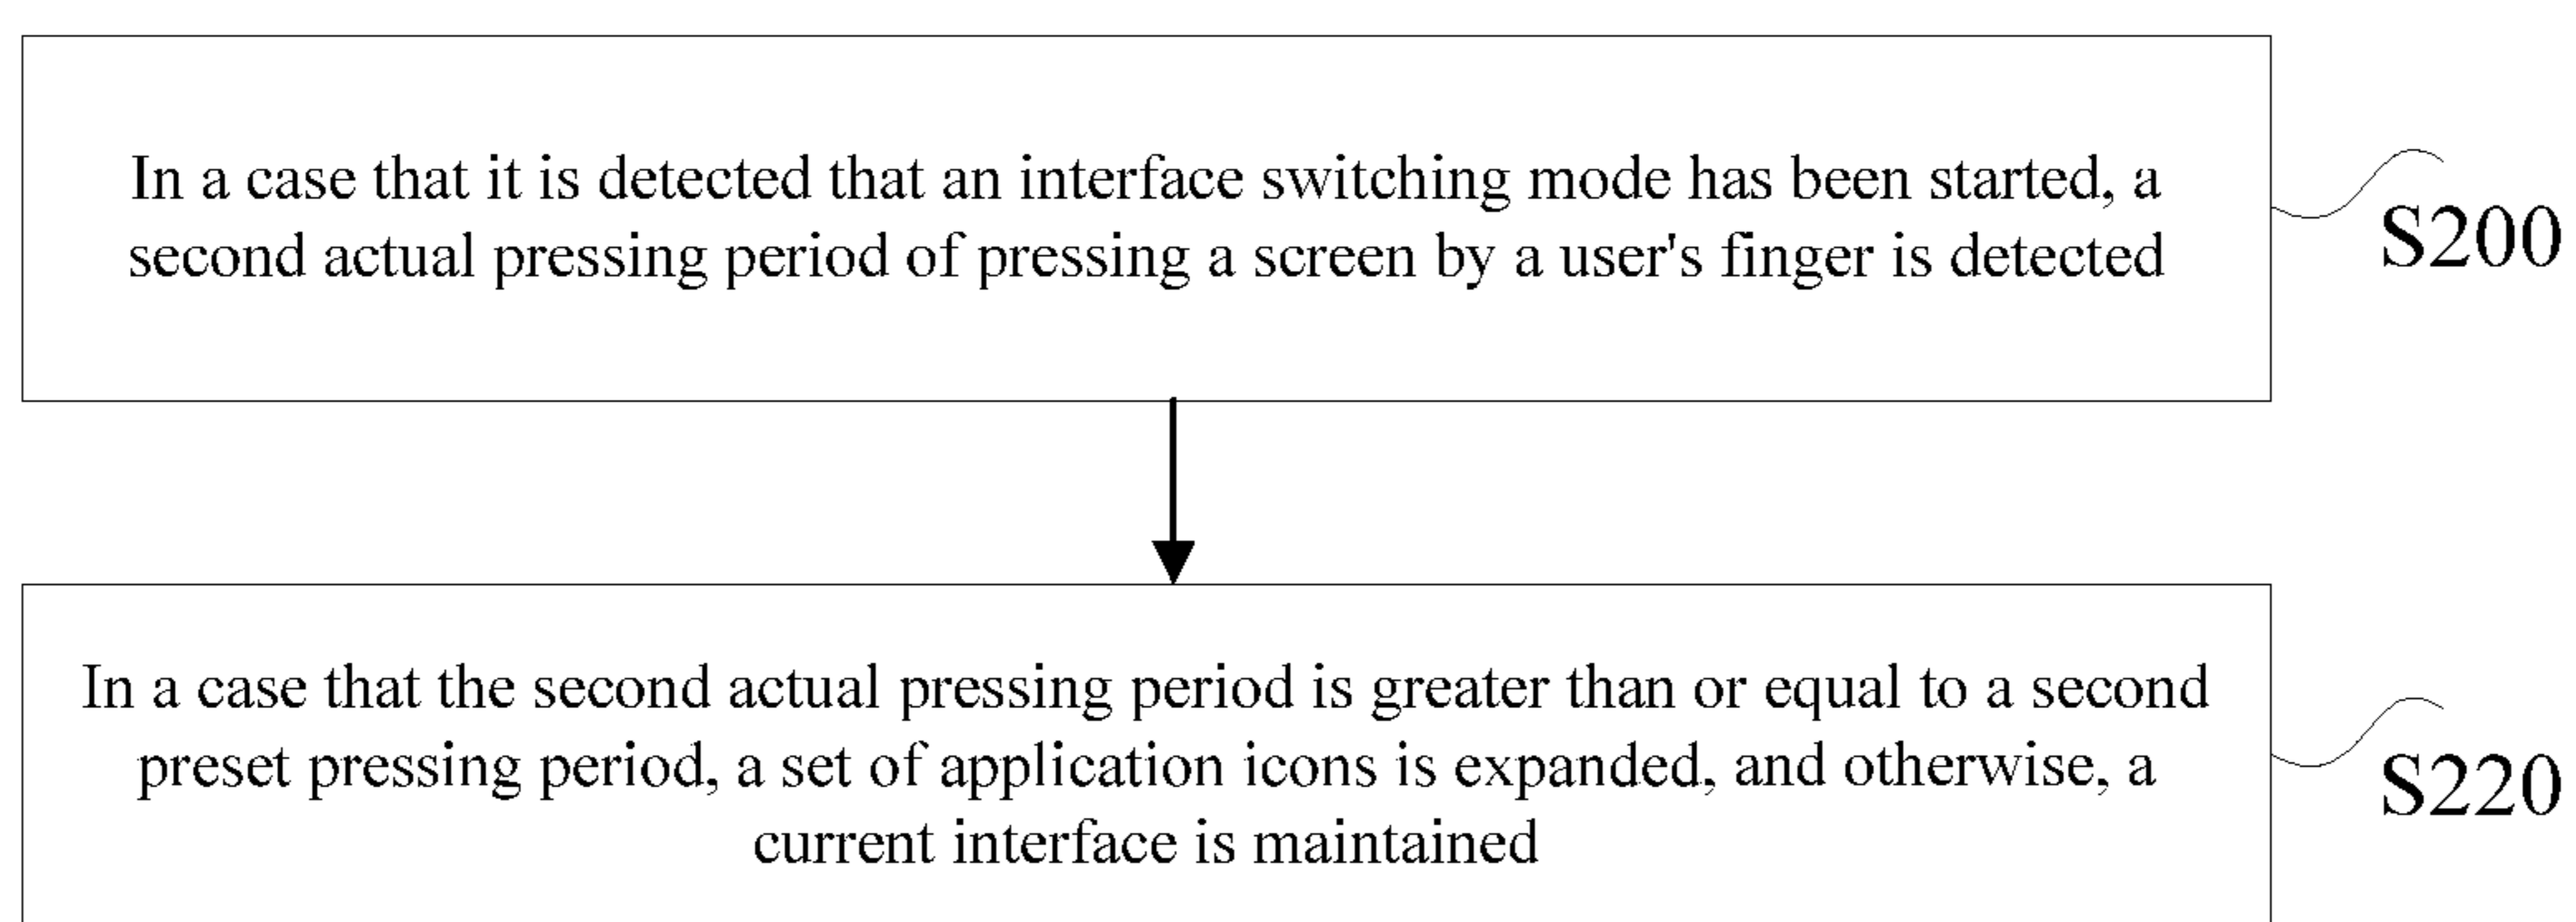 In a case that it is detected that an interface switching mode has been started, a
second actual pressing period of pressing a screen by a user's finger is detected
S200
In a case that the second actual pressing period is greater than or equal to a second
preset pressing period, a set of application icons is expanded, and otherwise, a
current interface is maintained
S220